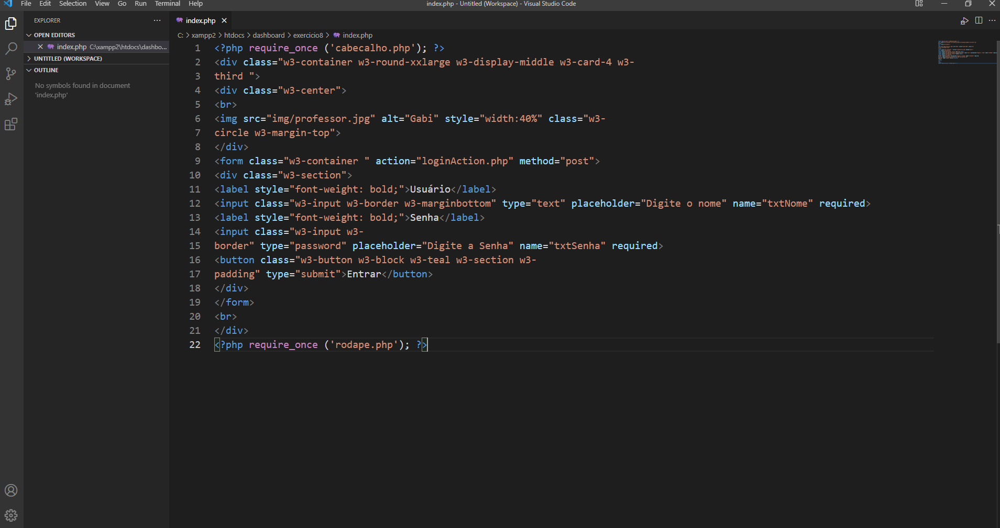 File Edit Selection View Go Run Terminal Help
index.php - Untitled (Workspace) - Visual Studio Code
EXPLORER
OPEN EDITORS
index.php C:\xampp2\htdocs\dashbo...
UNTITLED (WORKSPACE)
OUTLINE
No symbols found in document
'index.php'
index.php
C: > xampp2 > htdocs > dashboard > exercicio8 > index.php
1 <?php require_once ('cabecalho.php'); ?>
2 <div class="w3-container w3-round-xxlarge w3-display-middle w3-card-4 w3-
3 third ">
4 <div class="w3-center">
5 <br>
6 <img src="img/professor.jpg" alt="Gabi" style="width:40%" class="w3-
7 circle w3-margin-top">
8 </div>
9 <form class="w3-container " action="loginAction.php" method="post">
10 <div class="w3-section">
11 <label style="font-weight: bold;">Usuário</label>
12 <input class="w3-input w3-border w3-marginbottom" type="text" placeholder="Digite o nome" name="txtNome" required>
13 <label style="font-weight: bold;">Senha</label>
14 <input class="w3-input w3-
15 border" type="password" placeholder="Digite a Senha" name="txtSenha" required>
16 <button class="w3-button w3-block w3-teal w3-section w3-
17 padding" type="submit">Entrar</button>
18 </div>
19 </form>
20 <br>
21 </div>
22 <?php require_once ('rodape.php'); ?>